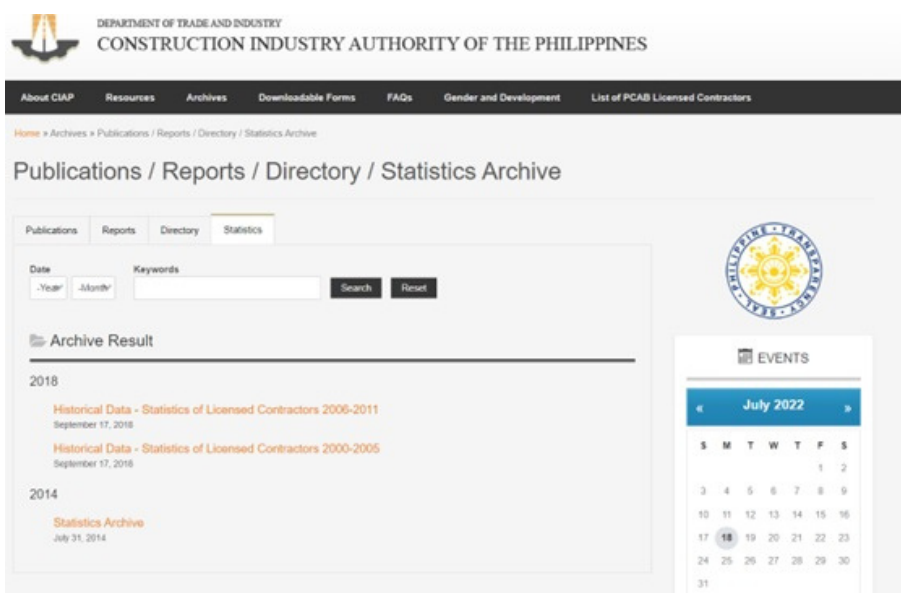 DEPARTMENT OF TRADE AND INDUSTRY
CONSTRUCTION INDUSTRY AUTHORITY OF THE PHILIPPINES
About CIAP Resources Archives Downloadable Forms FAQs Gender and Development List of PCAB Licensed Contractors
Home » Archives » Publications / Reports / Directory / Statistics Archive
Publications / Reports / Directory / Statistics Archive
Publications Reports Directory Statistics
Date Keywords
-Year -Month Search Reset
Archive Result
2018
Historical Data - Statistics of Licensed Contractors 2006-2011
September 17, 2018
Historical Data - Statistics of Licensed Contractors 2000-2005
September 17, 2018
2014
Statistics Archive
July 31, 2014
PHILIPPINE TRANSPARENCY SEAL
EVENTS
« July 2022 »
S M T W T F S
1 2
3 4 5 6 7 8 9
10 11 12 13 14 15 16
17 18 19 20 21 22 23
24 25 26 27 28 29 30
31